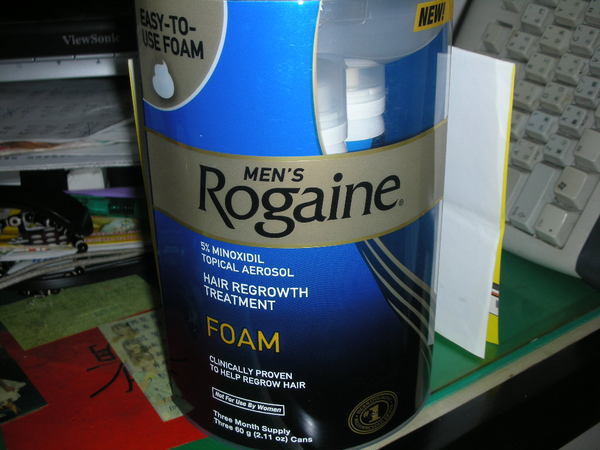 ViewSonic
EASY-TO-
USE FOAM
NEW!
MEN'S
Rogaine®
5% MINOXIDIL
TOPICAL AEROSOL
HAIR REGROWTH
TREATMENT
FOAM
CLINICALLY PROVEN
TO HELP REGROW HAIR
Not For Use By Women
Three Month Supply
Three 60 g (2.11 oz) Cans